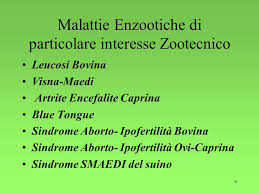 Malattie Enzootiche di
particolare interesse Zootecnico
• Leucosi Bovina
• Visna-Maedi
• Artrite Encefalite Caprina
• Blue Tongue
• Sindrome Aborto- Ipofertilità Bovina
• Sindrome Aborto- Ipofertilità Ovi-Caprina
• Sindrome SMAEDI del suino